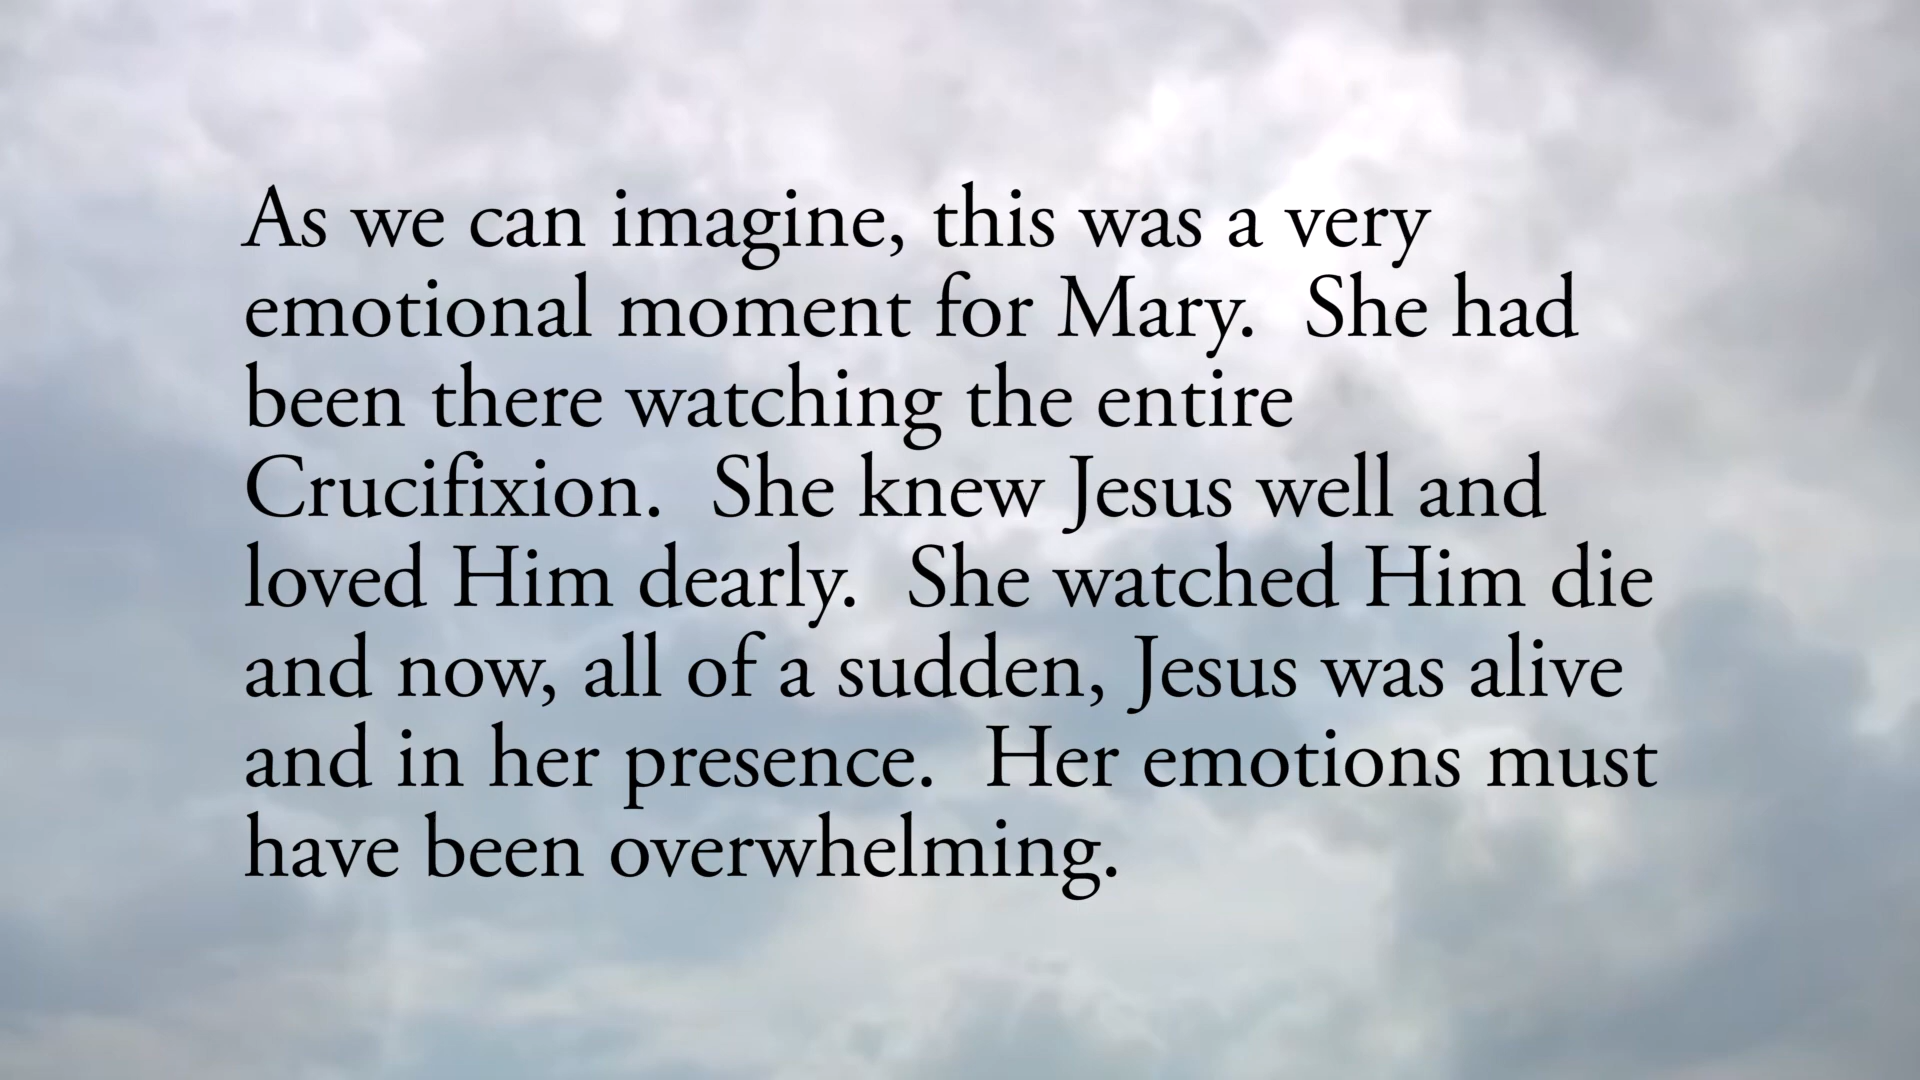 As we can imagine, this was a very
emotional moment for Mary.  She had
been there watching the entire
Crucifixion.  She knew Jesus well and
loved Him dearly.  She watched Him die
and now, all of a sudden, Jesus was alive
and in her presence.  Her emotions must
have been overwhelming.